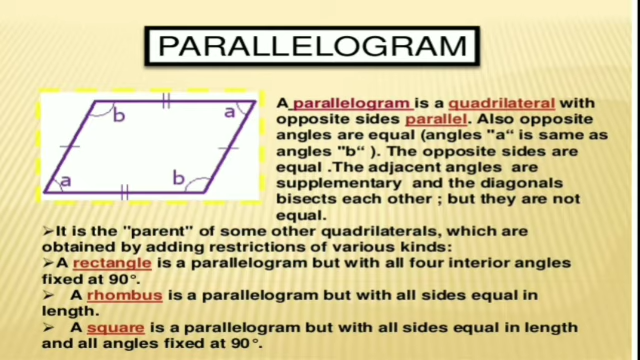 PARALLELOGRAM
b
a
a
b
A parallelogram is a quadrilateral with
opposite sides parallel. Also opposite
angles are equal (angles "a“ is same as
angles "b“ ). The opposite sides are
equal .The adjacent angles are
supplementary and the diagonals
bisects each other ; but they are not
equal.
➢It is the "parent" of some other quadrilaterals, which are
obtained by adding restrictions of various kinds:
➢A rectangle is a parallelogram but with all four interior angles
fixed at 90°.
➢ A rhombus is a parallelogram but with all sides equal in
length.
➢ A square is a parallelogram but with all sides equal in length
and all angles fixed at 90°.